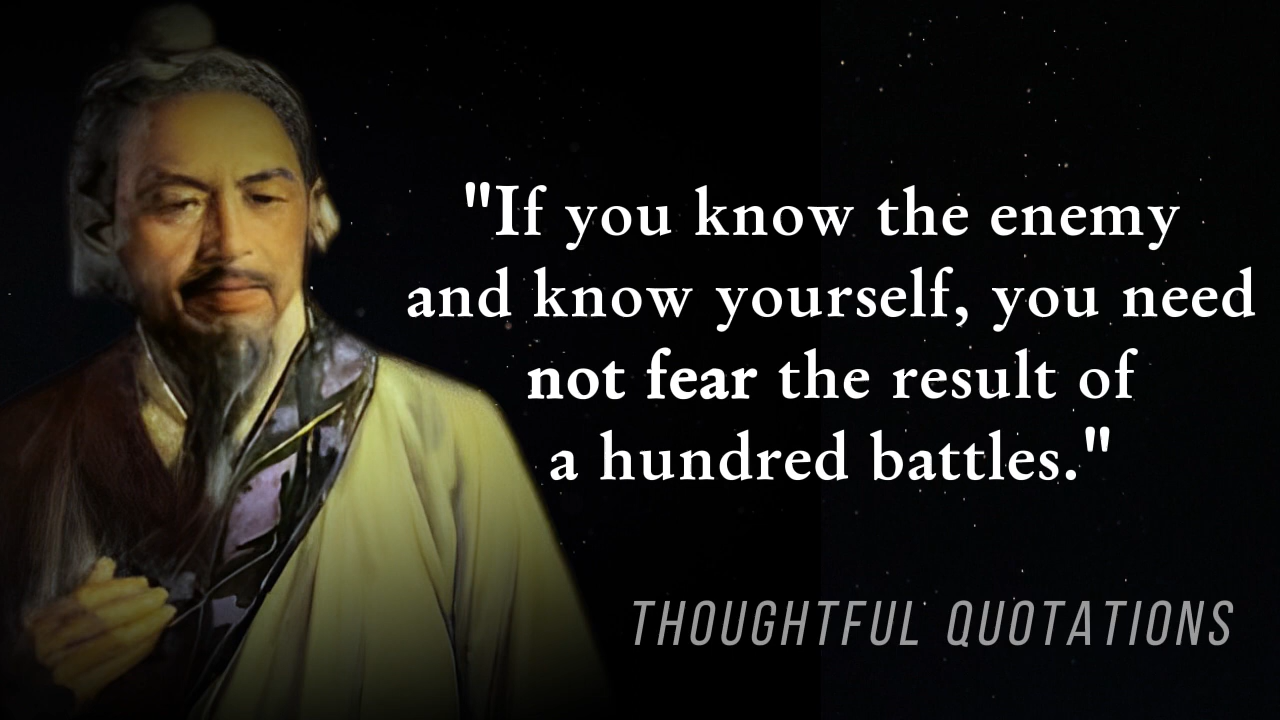 "If you know the enemy
and know yourself, you need
not fear the result of
a hundred battles."
THOUGHTFUL QUOTATIONS